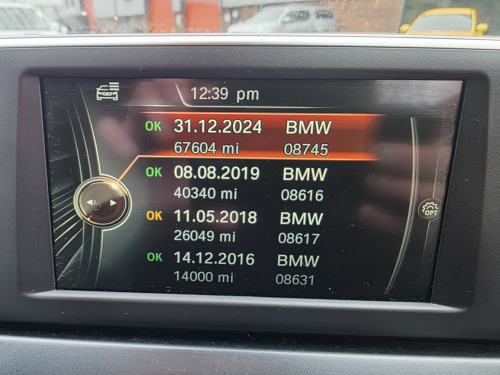 12:39 pm
OK 31.12.2024 BMW
67604 mi 08745
OK 08.08.2019 BMW
40340 mi 08616
OK 11.05.2018 BMW
26049 mi 08617
OK 14.12.2016 BMW
14000 mi 08631
OPT